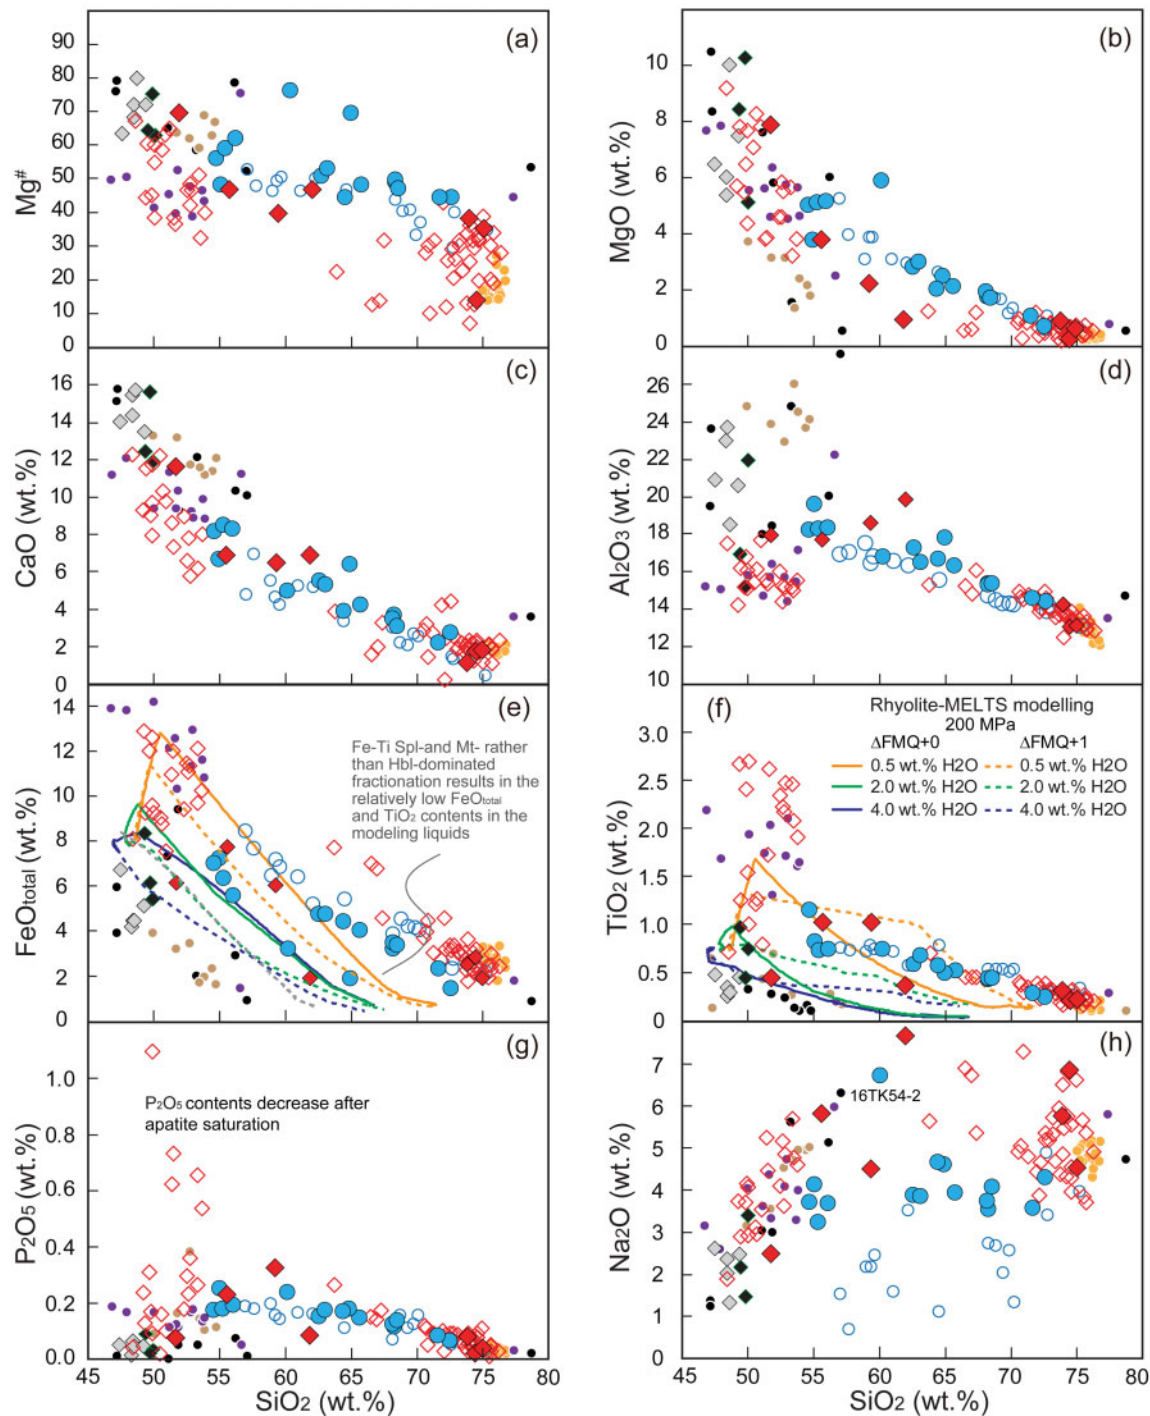 (a)
90
80
70
60
50
40
30
20
10
0
Mg#
(b)
10
8
6
4
2
0
MgO (wt.%)
(c)
16
14
12
10
8
6
4
2
0
CaO (wt.%)
(d)
26
24
22
20
18
16
14
12
10
Al2O3 (wt.%)
(e)
14
12
10
8
6
4
2
0
FeOtotal (wt.%)
Fe-Ti Spl-and Mt- rather
than Hbl-dominated
fractionation results in the
relatively low FeOtotal
and TiO2 contents in the
modeling liquids
(f)
3.0
2.5
2.0
1.5
1.0
0.5
0.0
TiO2 (wt.%)
Rhyolite-MELTS modelling
200 MPa
ΔFMQ+0 ΔFMQ+1
0.5 wt.% H2O 0.5 wt.% H2O
2.0 wt.% H2O 2.0 wt.% H2O
4.0 wt.% H2O 4.0 wt.% H2O
(g)
1.0
0.8
0.6
0.4
0.2
0.0
P2O5 (wt.%)
P2O5 contents decrease after
apatite saturation
45 50 55 60 65 70 75 80
SiO2 (wt.%)
(h)
7
6
5
4
3
2
1
0
Na2O (wt.%)
16TK54-2
45 50 55 60 65 70 75 80
SiO2 (wt.%)